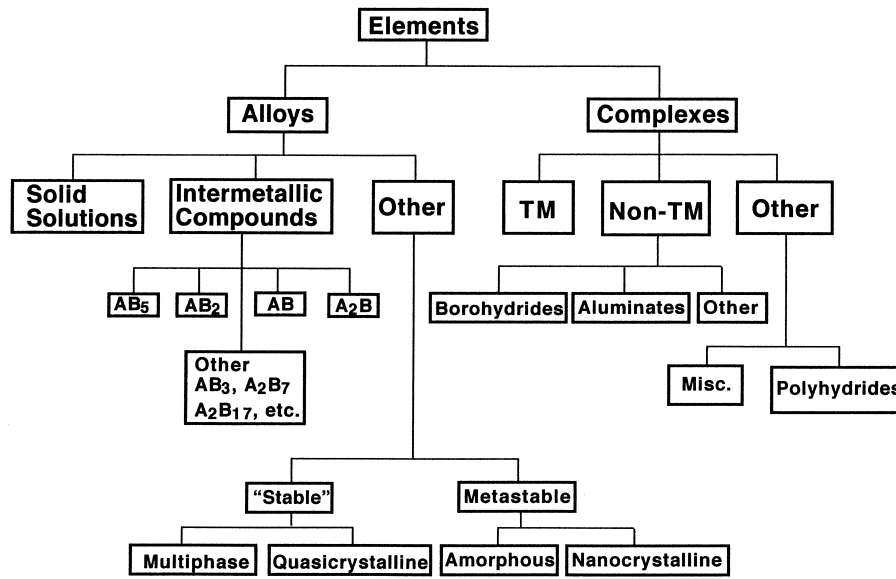 Elements
Alloys
Complexes
Solid
Solutions
Intermetallic
Compounds
Other
TM
Non-TM
Other
AB5
AB2
AB
A2B
Borohydrides
Aluminates
Other
Other
AB3, A2B7
A2B17, etc.
Misc.
Polyhydrides
“Stable”
Metastable
Multiphase
Quasicrystalline
Amorphous
Nanocrystalline